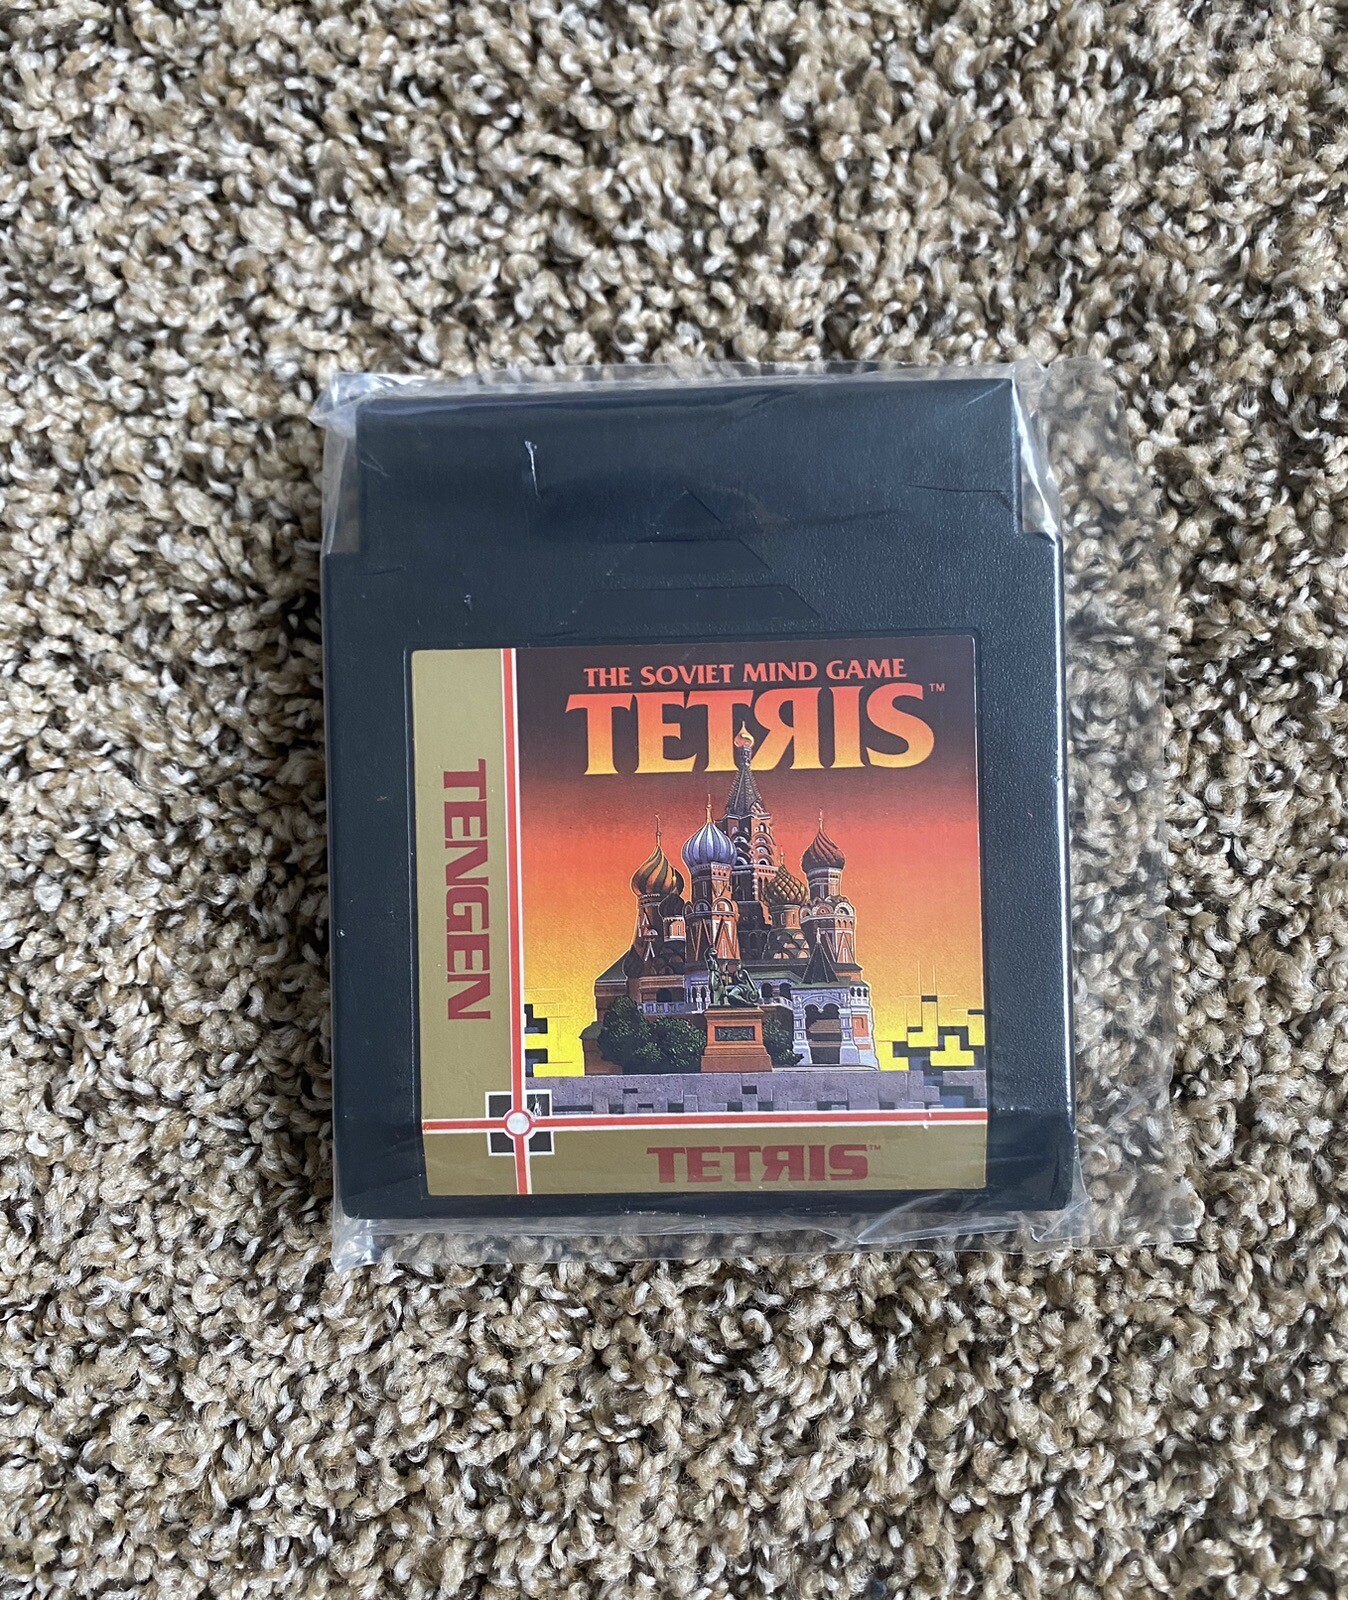 THE SOVIET MIND GAME
TETЯIS™
TENGEN
TETЯIS™